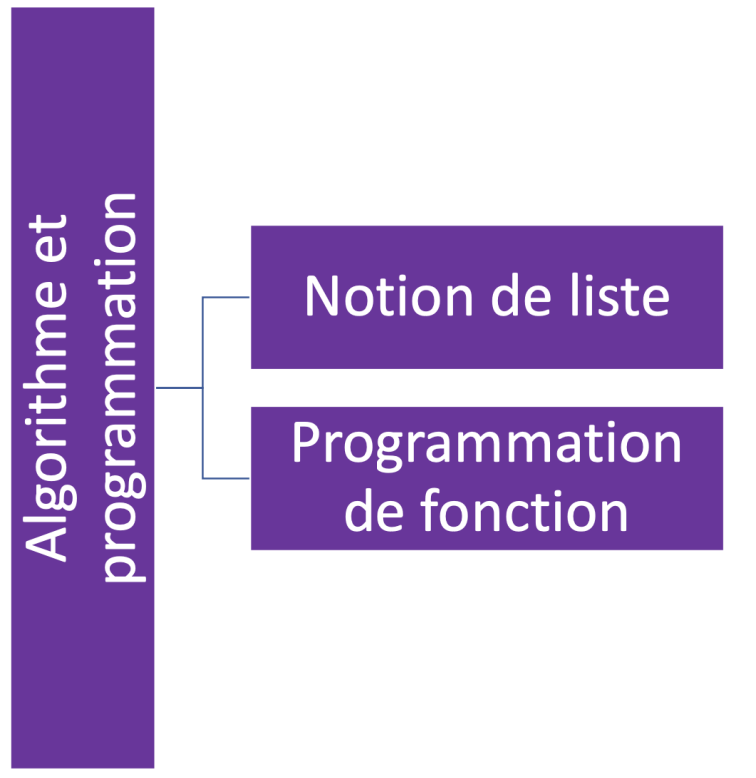 Algorithme et
programmation
Notion de liste
Programmation
de fonction